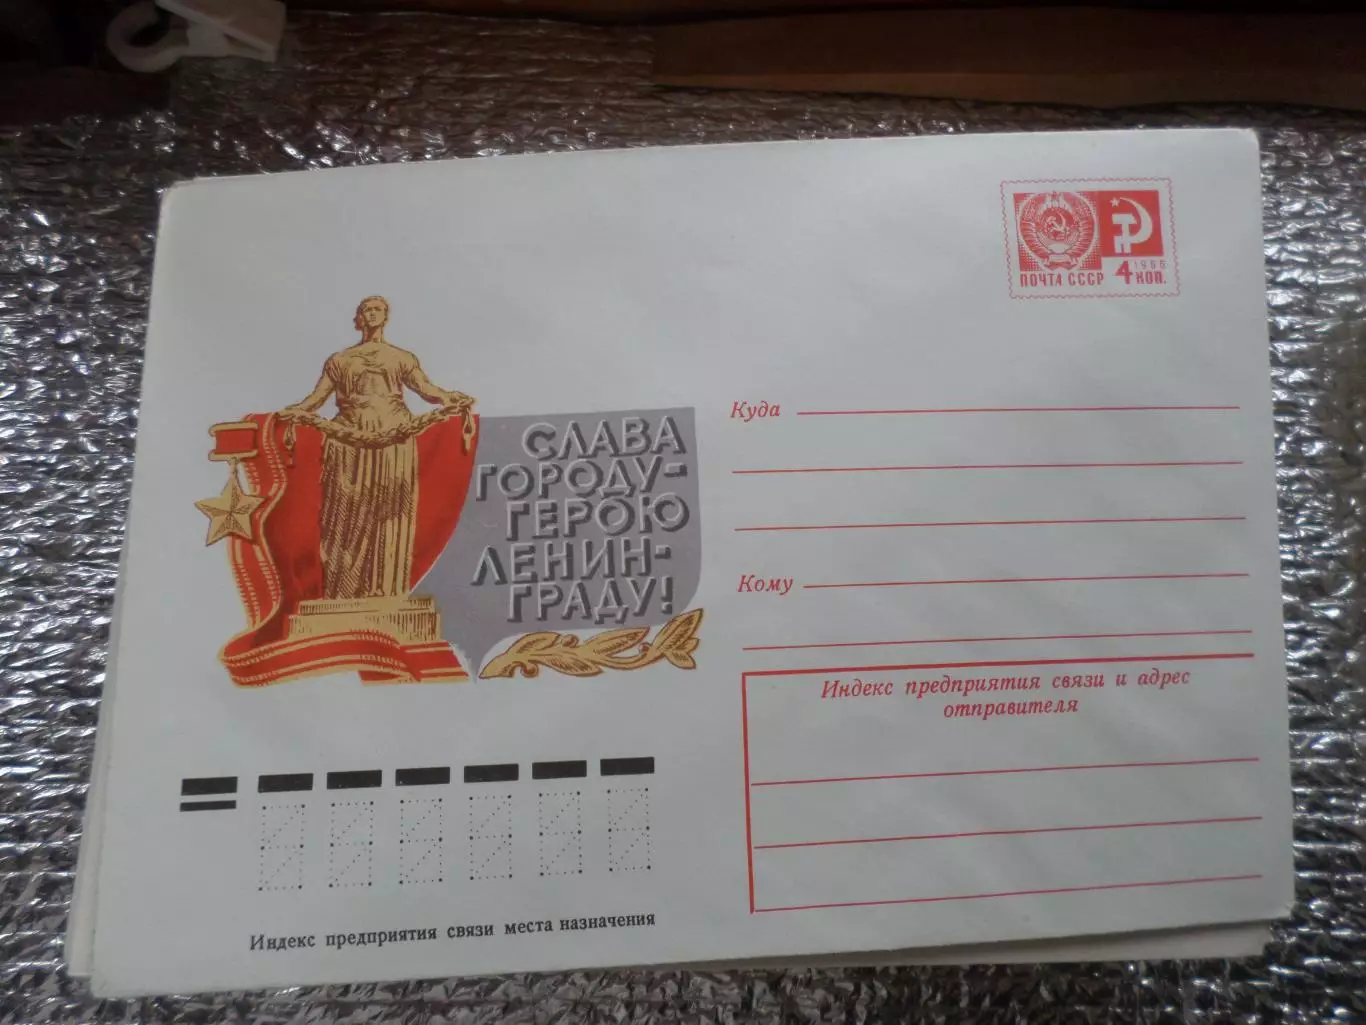 1966
ПОЧТА СССР 4 КОП.
СЛАВА
ГОРОДУ-
ГЕРОЮ
ЛЕНИН-
ГРАДУ!
Куда
Кому
Индекс предприятия связи и адрес
отправителя
Индекс предприятия связи места назначения